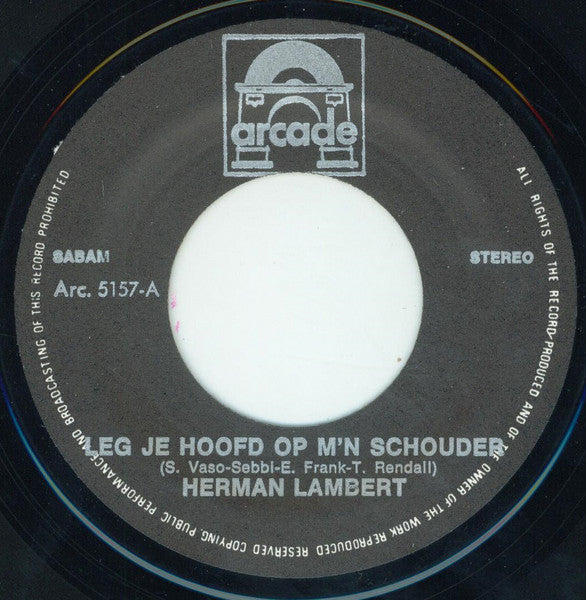 arcade
SABAM
STEREO
Arc. 5157-A
LEG JE HOOFD OP M'N SCHOUDER
(S. Vaso-Sebbi-E. Frank-T. Rendall)
HERMAN LAMBERT
ALL RIGHTS OF THE RECORD-PRODUCED AND OF THE OWNER OF THE WORK REPRODUCED RESERVED COPYING, PUBLIC PERFORMANCE AND BROADCASTING OF THIS RECORD PROHIBITED